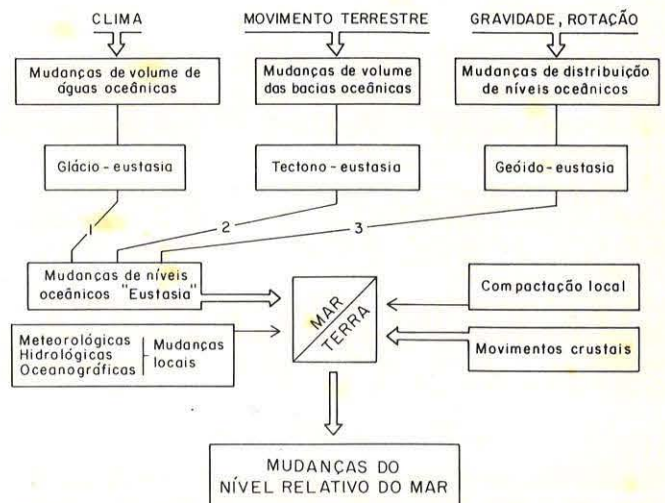 CLIMA
MOVIMENTO TERRESTRE
GRAVIDADE, ROTAÇÃO
Mudanças de volume de
águas oceânicas
Mudanças de volume
das bacias oceânicas
Mudanças de distribuição
de níveis oceânicos
Glácio-eustasia
Tectono-eustasia
Geóido-eustasia
1
2
3
Mudanças de níveis
oceânicos "Eustasia"
Meteorológicas
Hidrológicas
Oceanográficas
Mudanças
locais
MAR
TERRA
Compactação local
Movimentos crustais
MUDANÇAS DO
NÍVEL RELATIVO DO MAR